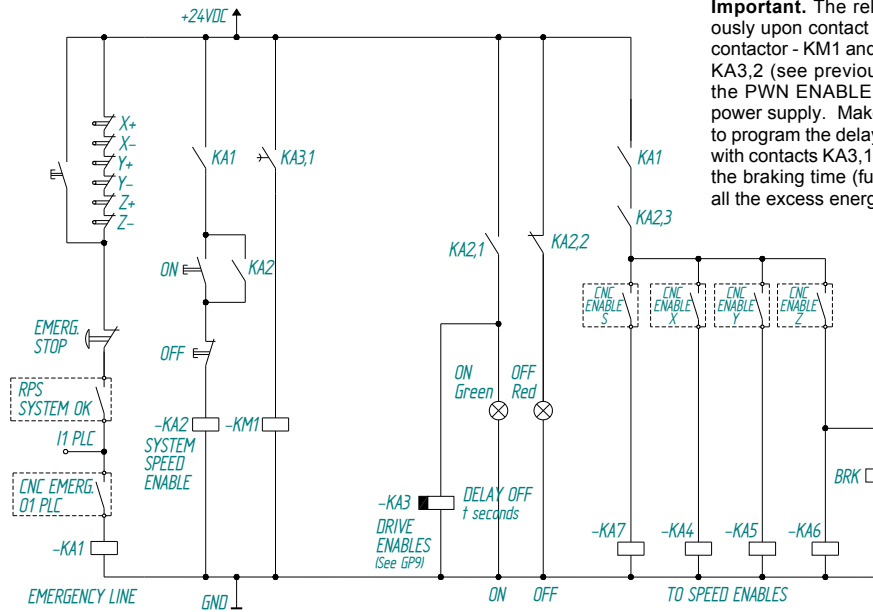 +24VDC
Important. The rel
ously upon contact
contactor - KM1 and
KA3,2 (see previou
the PWN ENABLE
power supply. Make
to program the delay
with contacts KA3,1
the braking time (fu
all the excess energ
X+
X-
Y+
Y-
Z+
Z-
KA1
KA3,1
KA1
ON
KA2
KA2,1
KA2,2
KA2,3
EMERG.
STOP
OFF
CNC
ENABLE
S
CNC
ENABLE
X
CNC
ENABLE
Y
CNC
ENABLE
Z
RPS
SYSTEM OK
ON
Green
OFF
Red
I1 PLC
-KA2
SYSTEM
SPEED
ENABLE
-KM1
CNC EMERG.
O1 PLC
-KA3
DELAY OFF
t seconds
DRIVE
ENABLES
(See GP9)
BRK
-KA1
-KA7
-KA4
-KA5
-KA6
EMERGENCY LINE
GND
ON
OFF
TO SPEED ENABLES